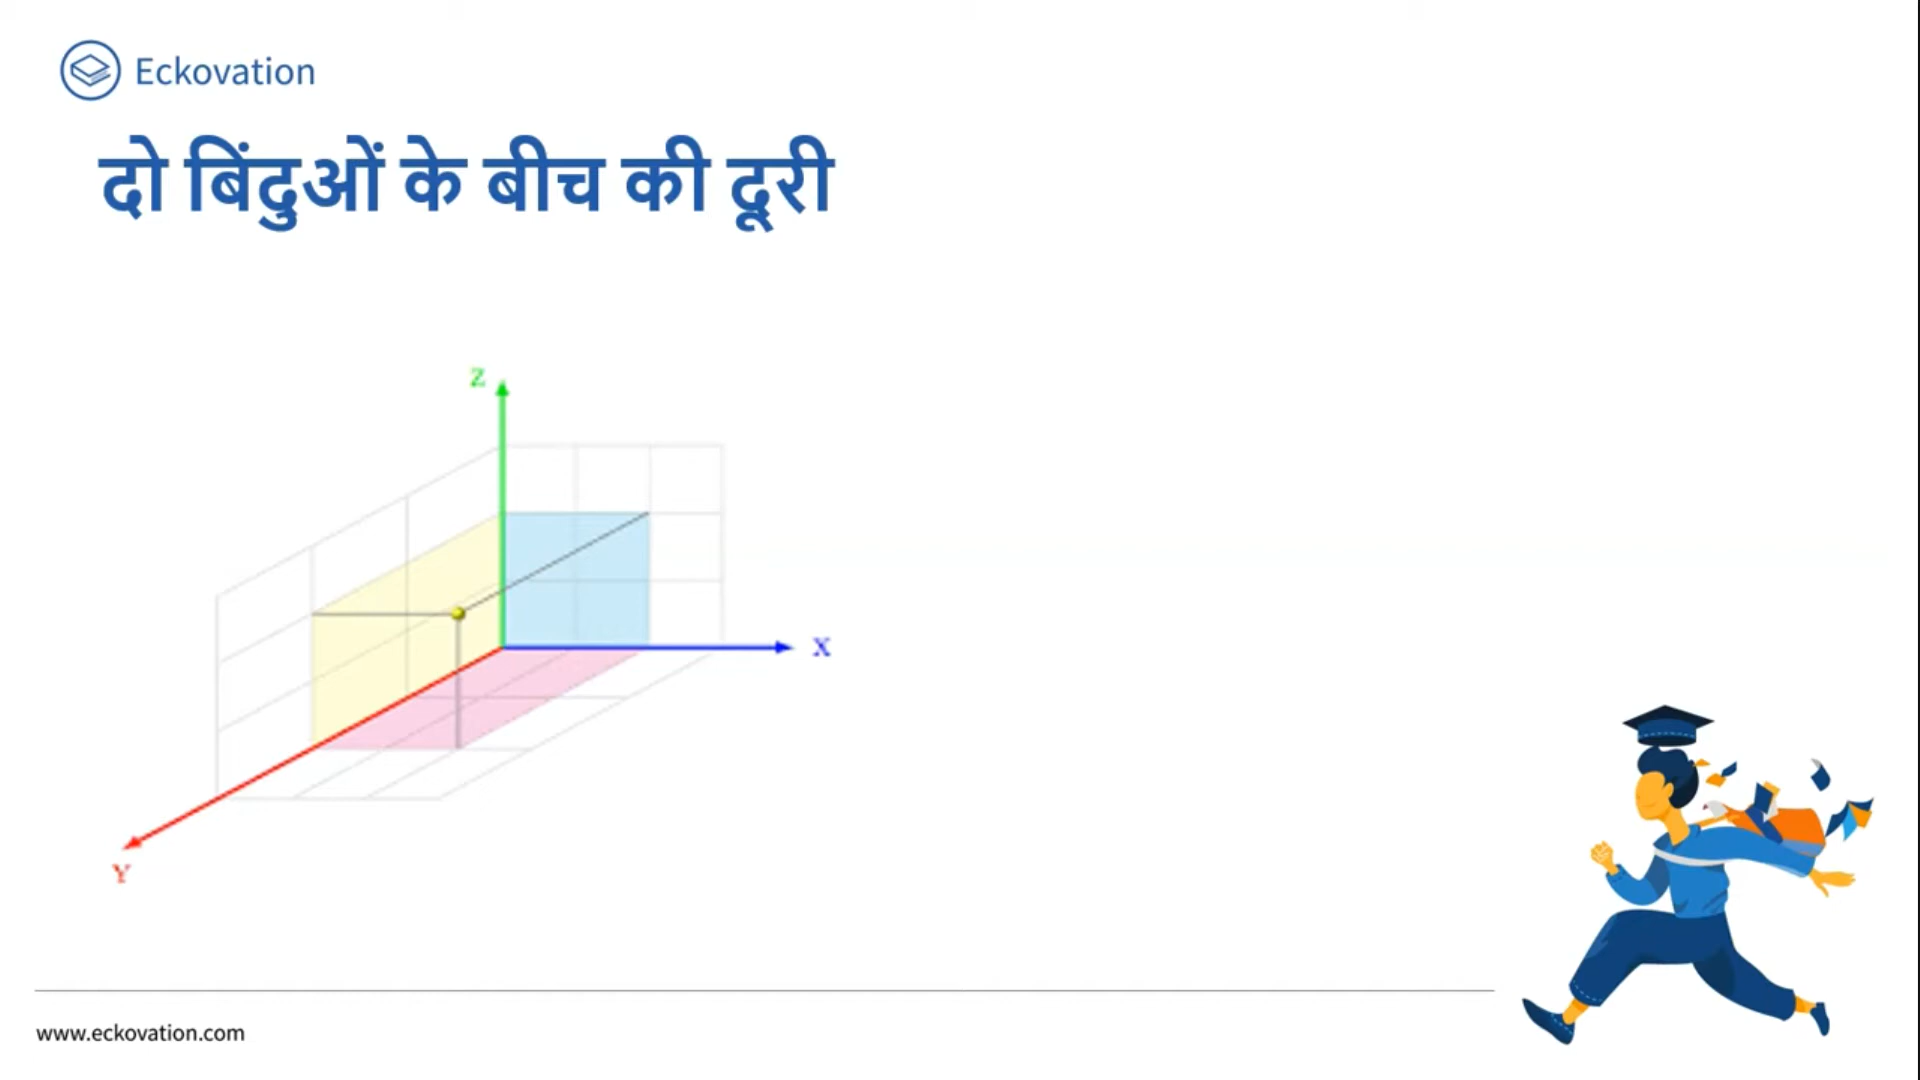 Eckovation
दो बिंदुओं के बीच की दूरी
Z
X
Y
www.eckovation.com